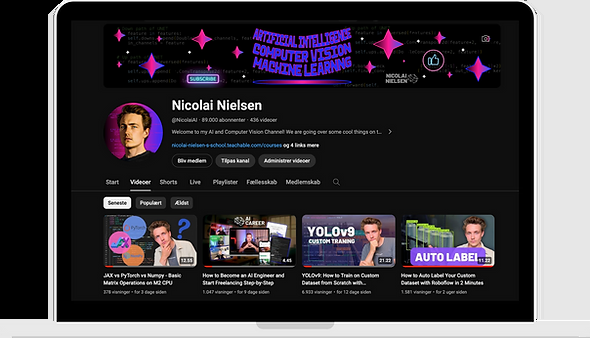 ARTIFICIAL INTELLIGENCE
COMPUTER VISION
MACHINE LEARNING
SUBSCRIBE
NICOLAI
NIELSEN
Nicolai Nielsen
@NicolaiAI · 89.000 abonnenter · 436 videoer
Welcome to my AI and Computer Vision Channel! We are going over some cool things on t...
nicolai-nielsen-s-school.teachable.com/courses og 4 links mere
Bliv medlem Tilpas kanal Administrer videoer
Start Videoer Shorts Live Playlister Fællesskab Medlemskab
Seneste Populært Ældst
AI
CAREER
YOLOv9
CUSTOM TRANING
AUTO LABEL
12.55 4.45 21.22 11.22
JAX vs PyTorch vs Numpy - Basic
Matrix Operations on M2 CPU
578 visninger · for 3 dage siden
How to Become an AI Engineer and
Start Freelancing Step-by-Step
1.047 visninger · for 9 dage siden
YOLOv9: How to Train on Custom
Dataset from Scratch with...
6.933 visninger · for 12 dage siden
How to Auto Label Your Custom
Dataset with Roboflow in 2 Minutes
1.581 visninger · for 2 uger siden